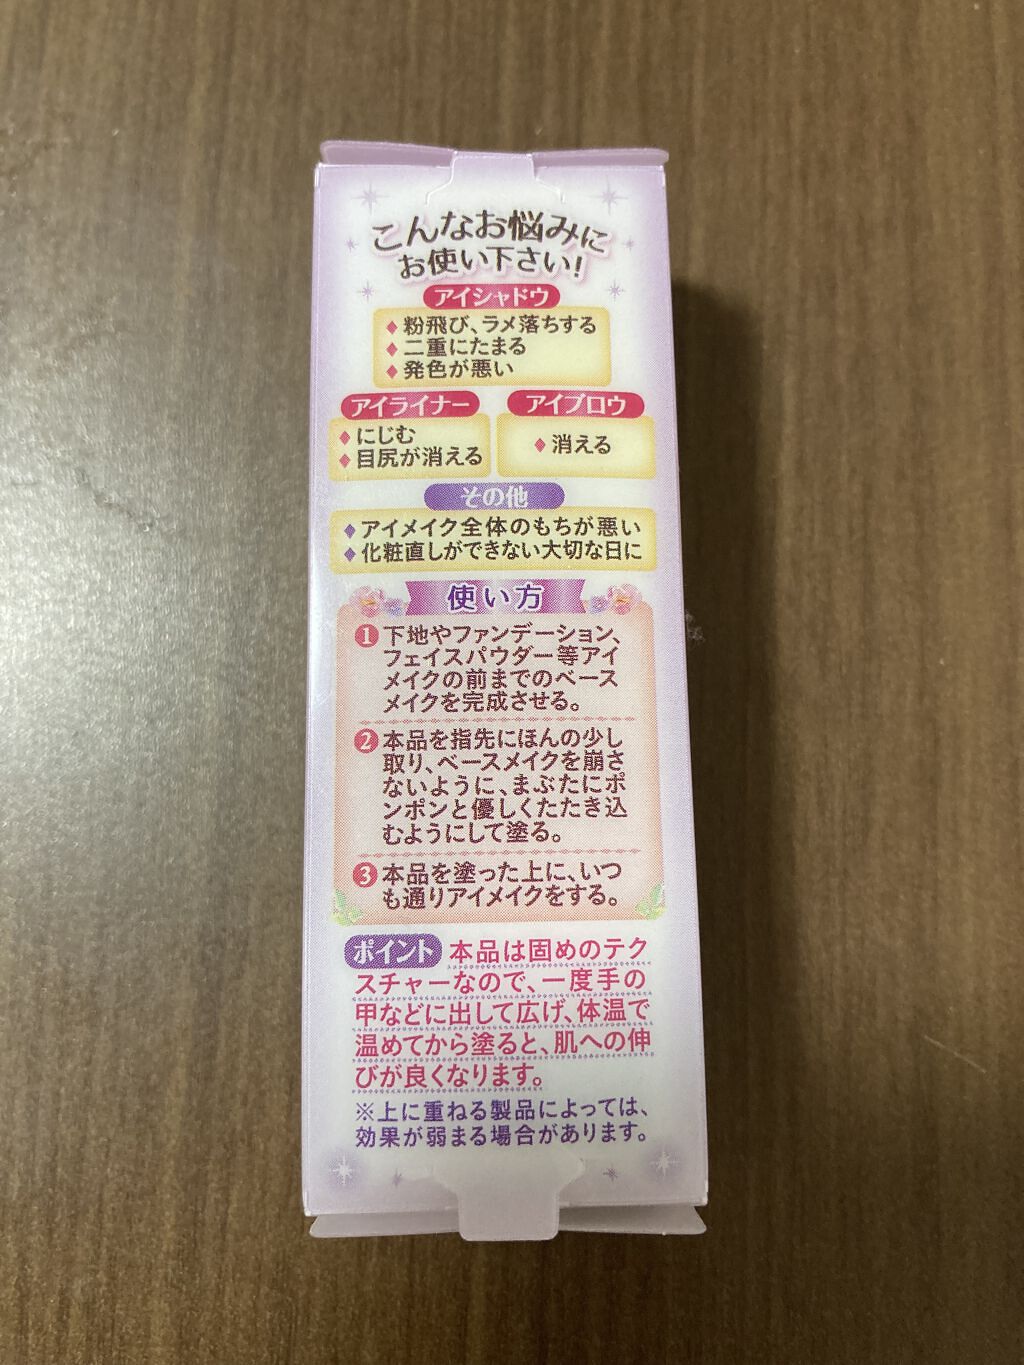 こんなお悩みに
お使い下さい!
アイシャドウ
♦粉飛び、ラメ落ちする
♦二重にたまる
♦発色が悪い
アイライナー
♦にじむ
♦目尻が消える
アイブロウ
♦消える
その他
♦アイメイク全体のもちが悪い
♦化粧直しができない大切な日に
使い方
1 下地やファンデーション、
フェイスパウダー等アイ
メイクの前までのベース
メイクを完成させる。
2 本品を指先にほんの少し
取り、ベースメイクを崩さ
ないように、まぶたにポ
ンポンと優しくたたき込
むようにして塗る。
3 本品を塗った上に、いつ
も通りアイメイクをする。
ポイント 本品は固めのテク
スチャーなので、一度手の
甲などに出して広げ、体温で
温めてから塗ると、肌への伸
びが良くなります。
※上に重ねる製品によっては、
効果が弱まる場合があります。